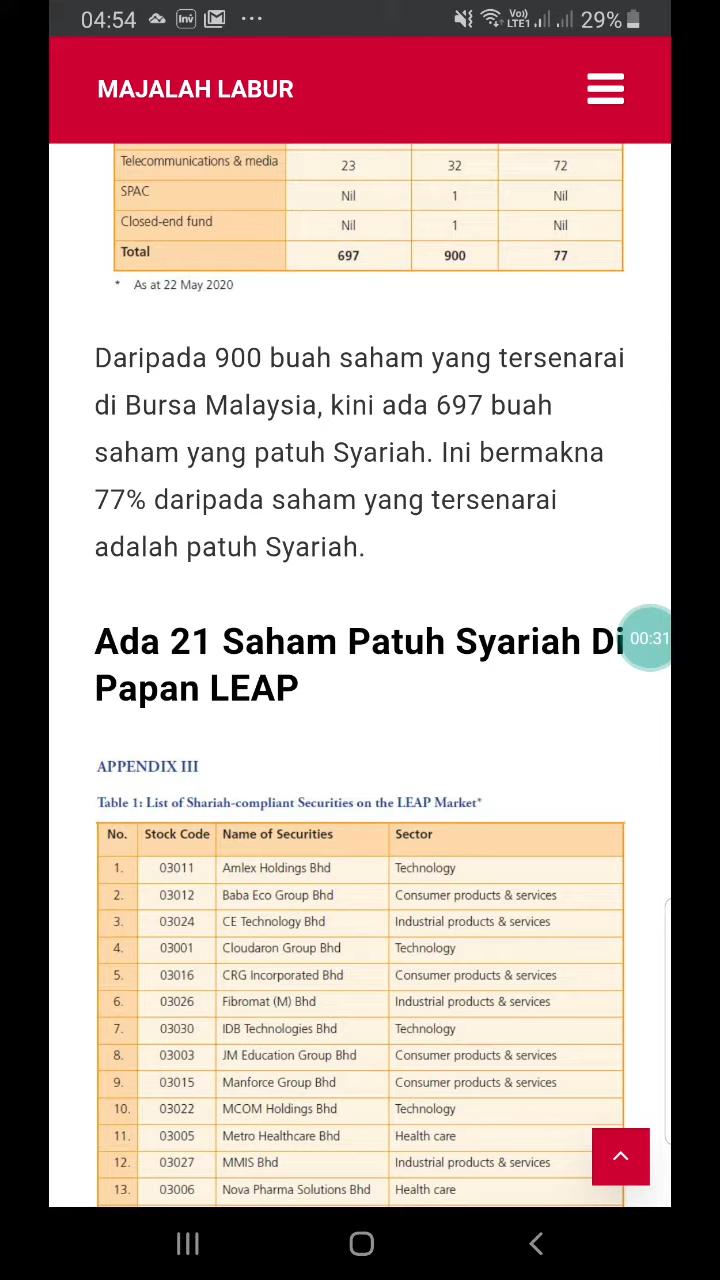 04:54 inv ... Vo)) LTE1 29%
MAJALAH LABUR
Telecommunications & media 23 32 72
SPAC Nil 1 Nil
Closed-end fund Nil 1 Nil
Total 697 900 77
* As at 22 May 2020
Daripada 900 buah saham yang tersenarai
di Bursa Malaysia, kini ada 697 buah
saham yang patuh Syariah. Ini bermakna
77% daripada saham yang tersenarai
adalah patuh Syariah.
Ada 21 Saham Patuh Syariah Di
00:31
Papan LEAP
APPENDIX III
Table 1: List of Shariah-compliant Securities on the LEAP Market*
No. Stock Code Name of Securities Sector
1. 03011 Amlex Holdings Bhd Technology
2. 03012 Baba Eco Group Bhd Consumer products & services
3. 03024 CE Technology Bhd Industrial products & services
4. 03001 Cloudaron Group Bhd Technology
5. 03016 CRG Incorporated Bhd Consumer products & services
6. 03026 Fibromat (M) Bhd Industrial products & services
7. 03030 IDB Technologies Bhd Technology
8. 03003 JM Education Group Bhd Consumer products & services
9. 03015 Manforce Group Bhd Consumer products & services
10. 03022 MCOM Holdings Bhd Technology
11. 03005 Metro Healthcare Bhd Health care
12. 03027 MMIS Bhd Industrial products & services
13. 03006 Nova Pharma Solutions Bhd Health care